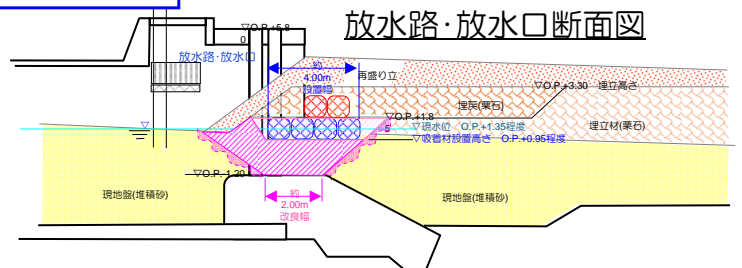 放水路･放水口断面図
▽O.P.+5.8
0
放水路･放水口
約
4.00m
設置幅
再盛り立
▽O.P.+3.30 埋立高さ
埋戻(栗石)
▽O.P.+1.8
5
▽現水位 O.P.+1.35程度
埋立材(栗石)
▽吸着材設置高さ O.P.+0.95程度
▽O.P.-1.20
現地盤(堆積砂)
約
2.00m
改良幅
現地盤(堆積砂)